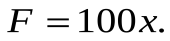 F = 100x.